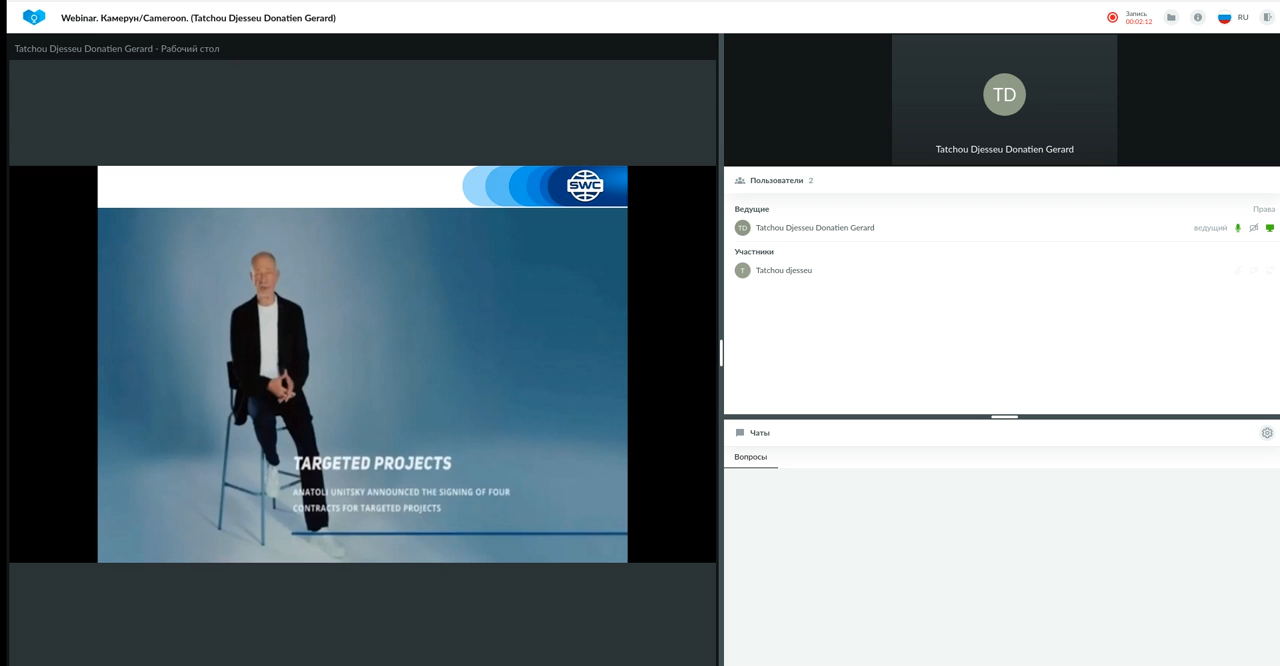 Webinar. Камерун/Cameroon. (Tatchou Djesseu Donatien Gerard)
Запись
00:02:12
RU
Tatchou Djesseu Donatien Gerard - Рабочий стол
TD
Tatchou Djesseu Donatien Gerard
SWC
TARGETED PROJECTS
ANATOLI UNITSKY ANNOUNCED THE SIGNING OF FOUR
CONTRACTS FOR TARGETED PROJECTS
Пользователи 2
Ведущие Права
TD Tatchou Djesseu Donatien Gerard ведущий
Участники
T Tatchou djesseu
Чаты
Вопросы